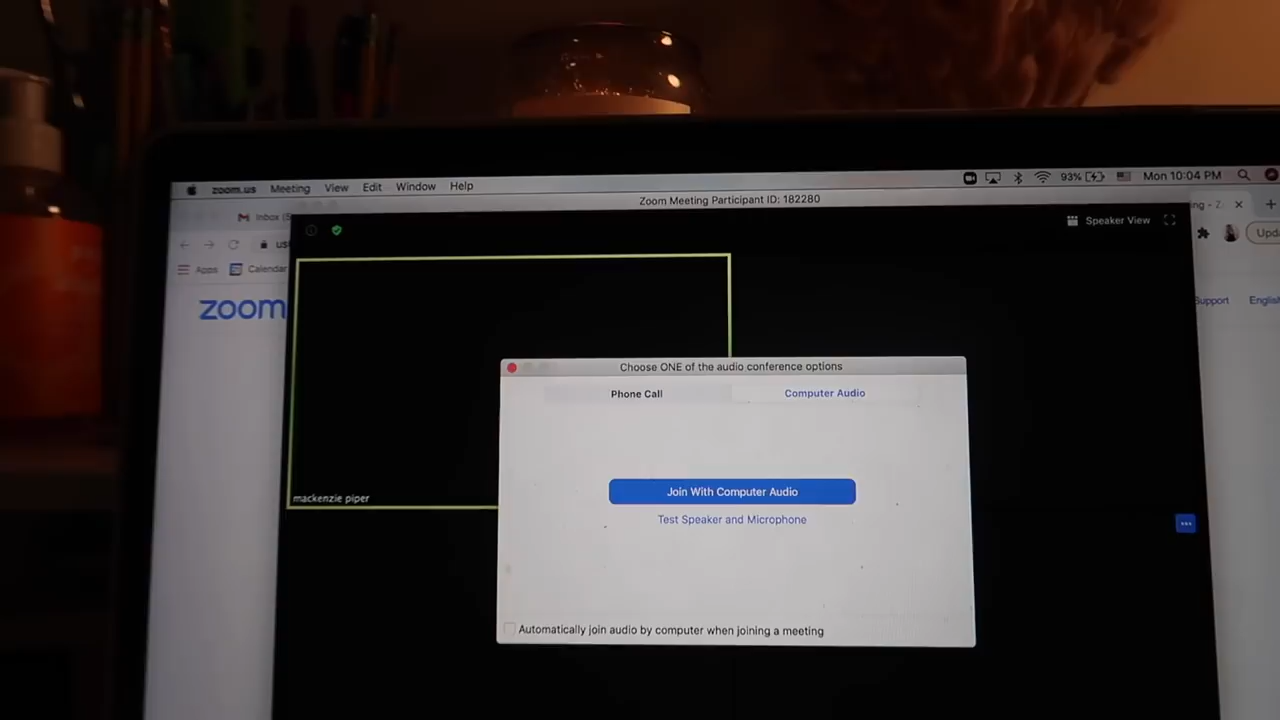 zoom.us Meeting View Edit Window Help 93% Mon 10:04 PM
Zoom Meeting Participant ID: 182280
Inbox
Speaker View
Apps Calendar
Support
zoom
Choose ONE of the audio conference options
Phone Call Computer Audio
Join With Computer Audio
mackenzie piper
Test Speaker and Microphone
Automatically join audio by computer when joining a meeting